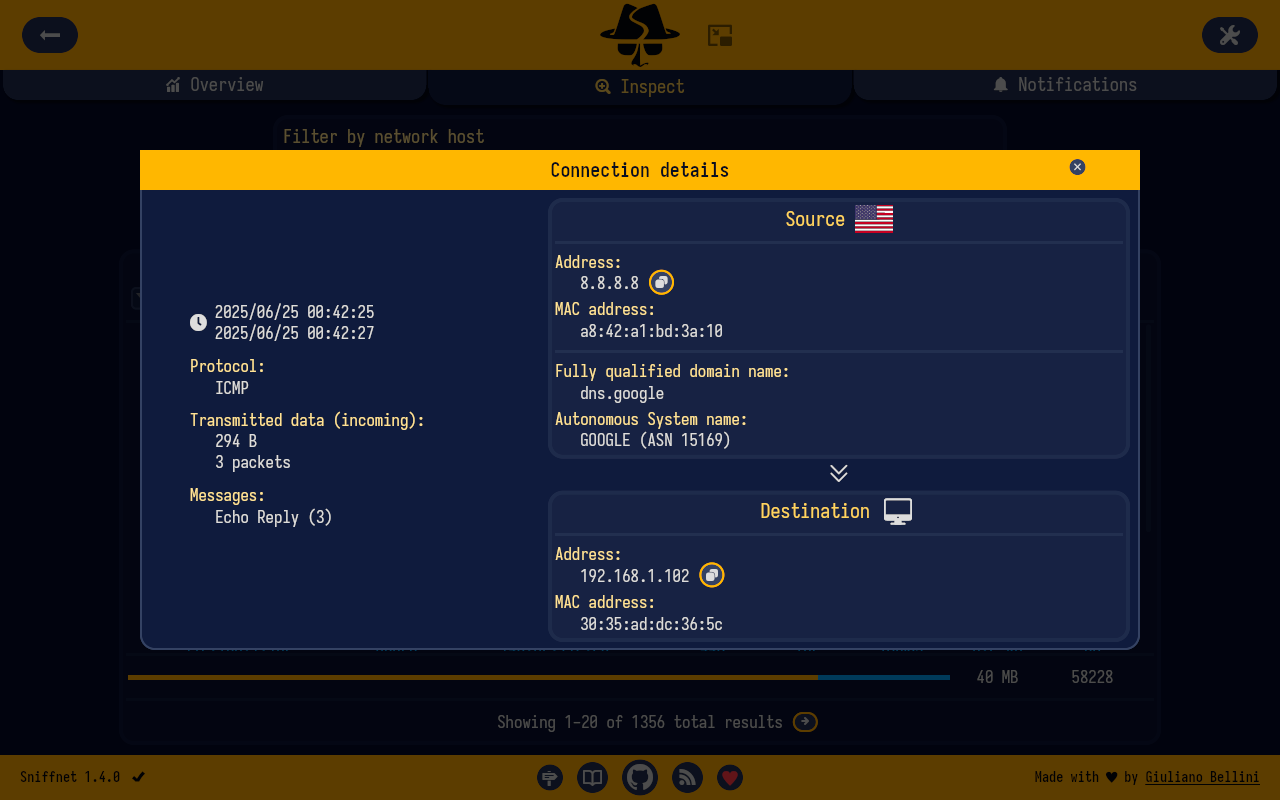 Overview
Inspect
Notifications
Filter by network host
Connection details
2025/06/25 00:42:25
2025/06/25 00:42:27
Protocol:
ICMP
Transmitted data (incoming):
294 B
3 packets
Messages:
Echo Reply (3)
Source
Address:
8.8.8.8
MAC address:
a8:42:a1:bd:3a:10
Fully qualified domain name:
dns.google
Autonomous System name:
GOOGLE (ASN 15169)
Destination
Address:
192.168.1.102
MAC address:
30:35:ad:dc:36:5c
40 MB 58228
Showing 1-20 of 1356 total results
Sniffnet 1.4.0
Made with ♥ by Giuliano Bellini